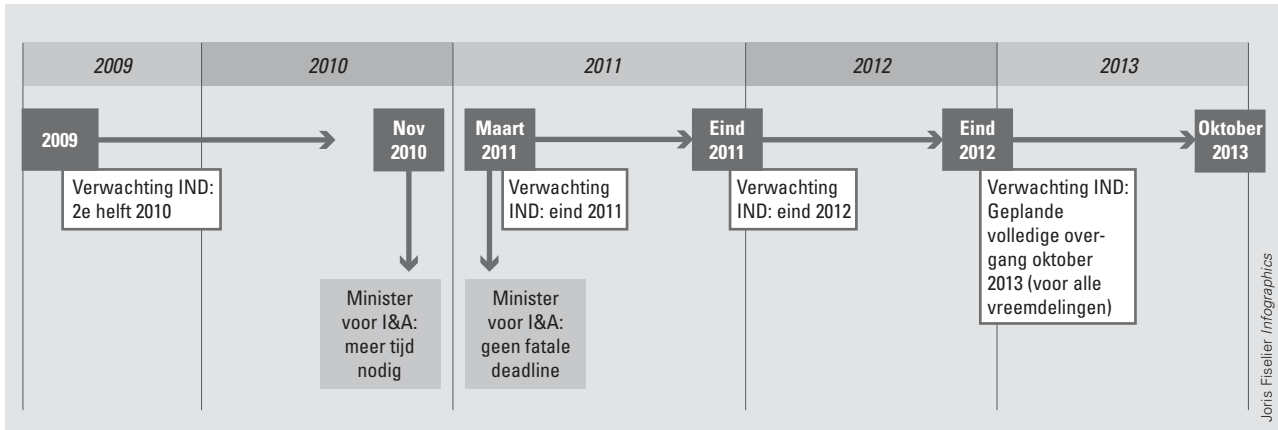 2009
2010
2011
2012
2013
2009
Nov
2010
Maart
2011
Eind
2011
Eind
2012
Oktober
2013
Verwachting IND:
2e helft 2010
Verwachting
IND: eind 2011
Verwachting
IND: eind 2012
Verwachting IND:
Geplande
volledige over-
gang oktober
2013 (voor alle
vreemdelingen)
Minister
voor I&A:
meer tijd
nodig
Minister
voor I&A:
geen fatale
deadline
Joris Fiselier Infographics